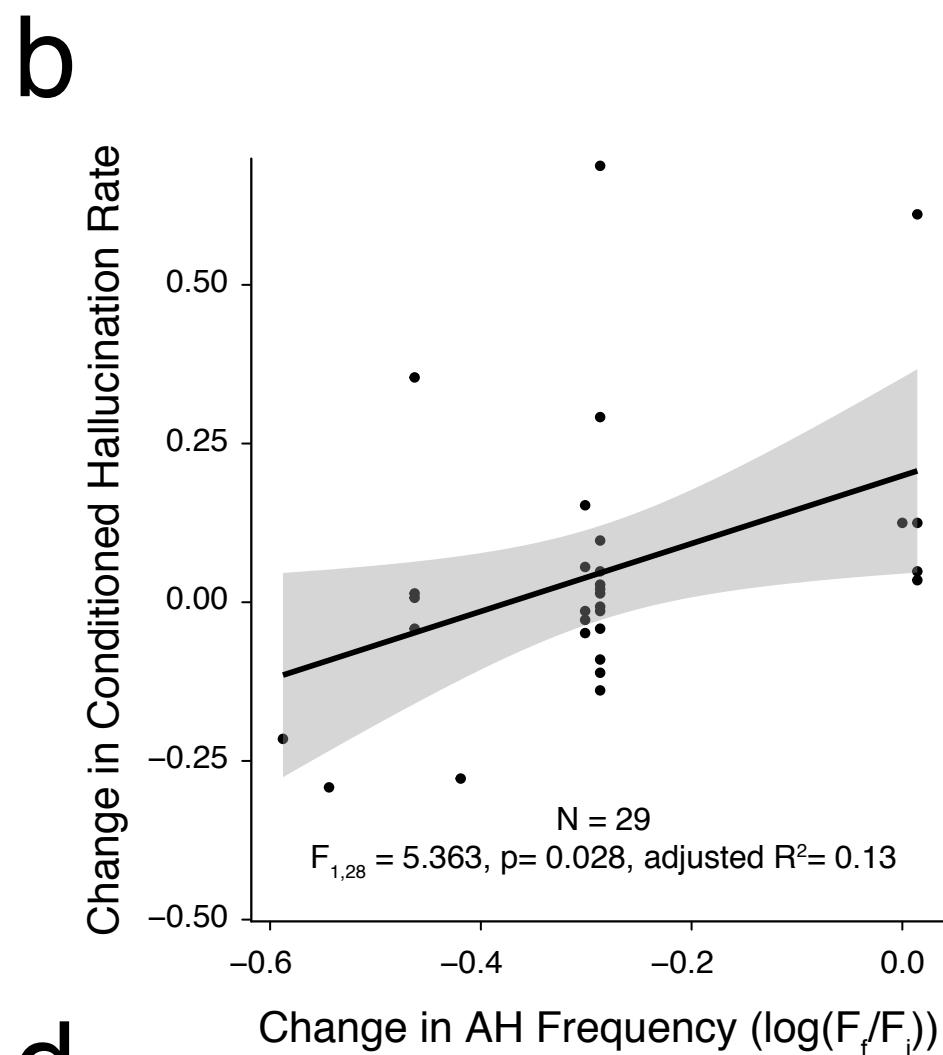 b
Change in Conditioned Hallucination Rate
0.50
0.25
0.00
−0.25
−0.50
N = 29
F1,28 = 5.363, p= 0.028, adjusted R²= 0.13
−0.6 −0.4 −0.2 0.0
Change in AH Frequency (log(Ff/Fi))
d